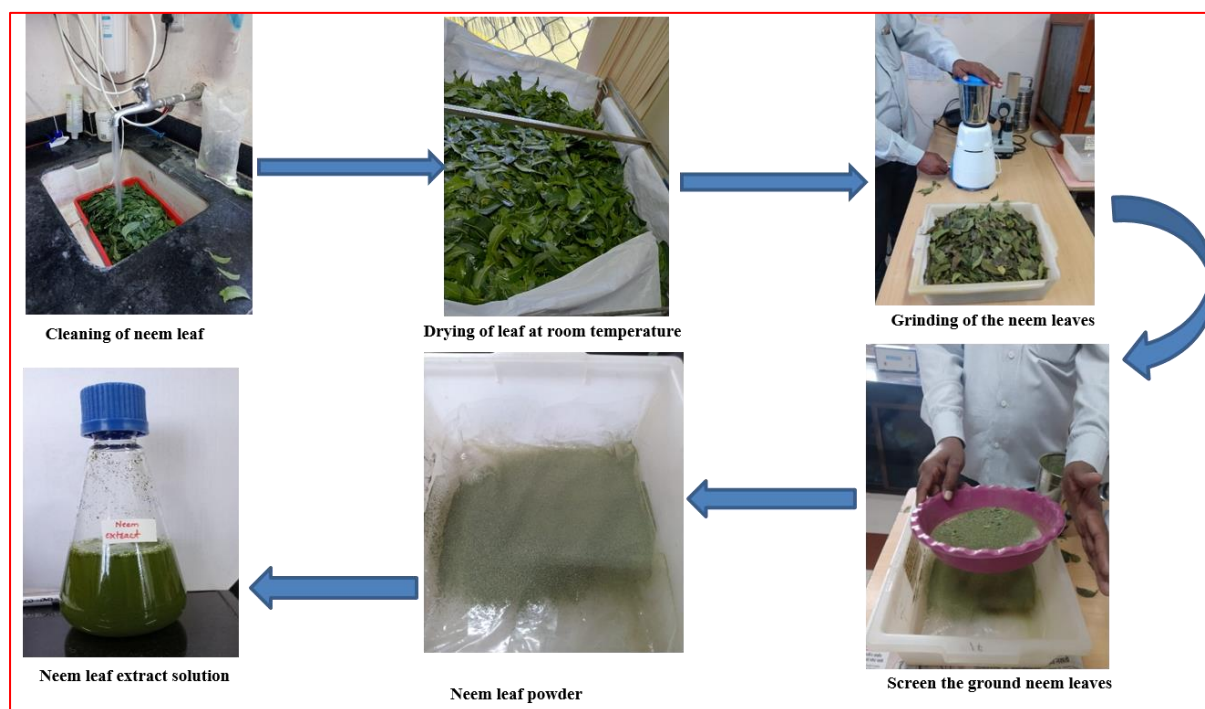 Cleaning of neem leaf
Drying of leaf at room temperature
Grinding of the neem leaves
Screen the ground neem leaves
Neem leaf powder
Neem
extract
Neem leaf extract solution